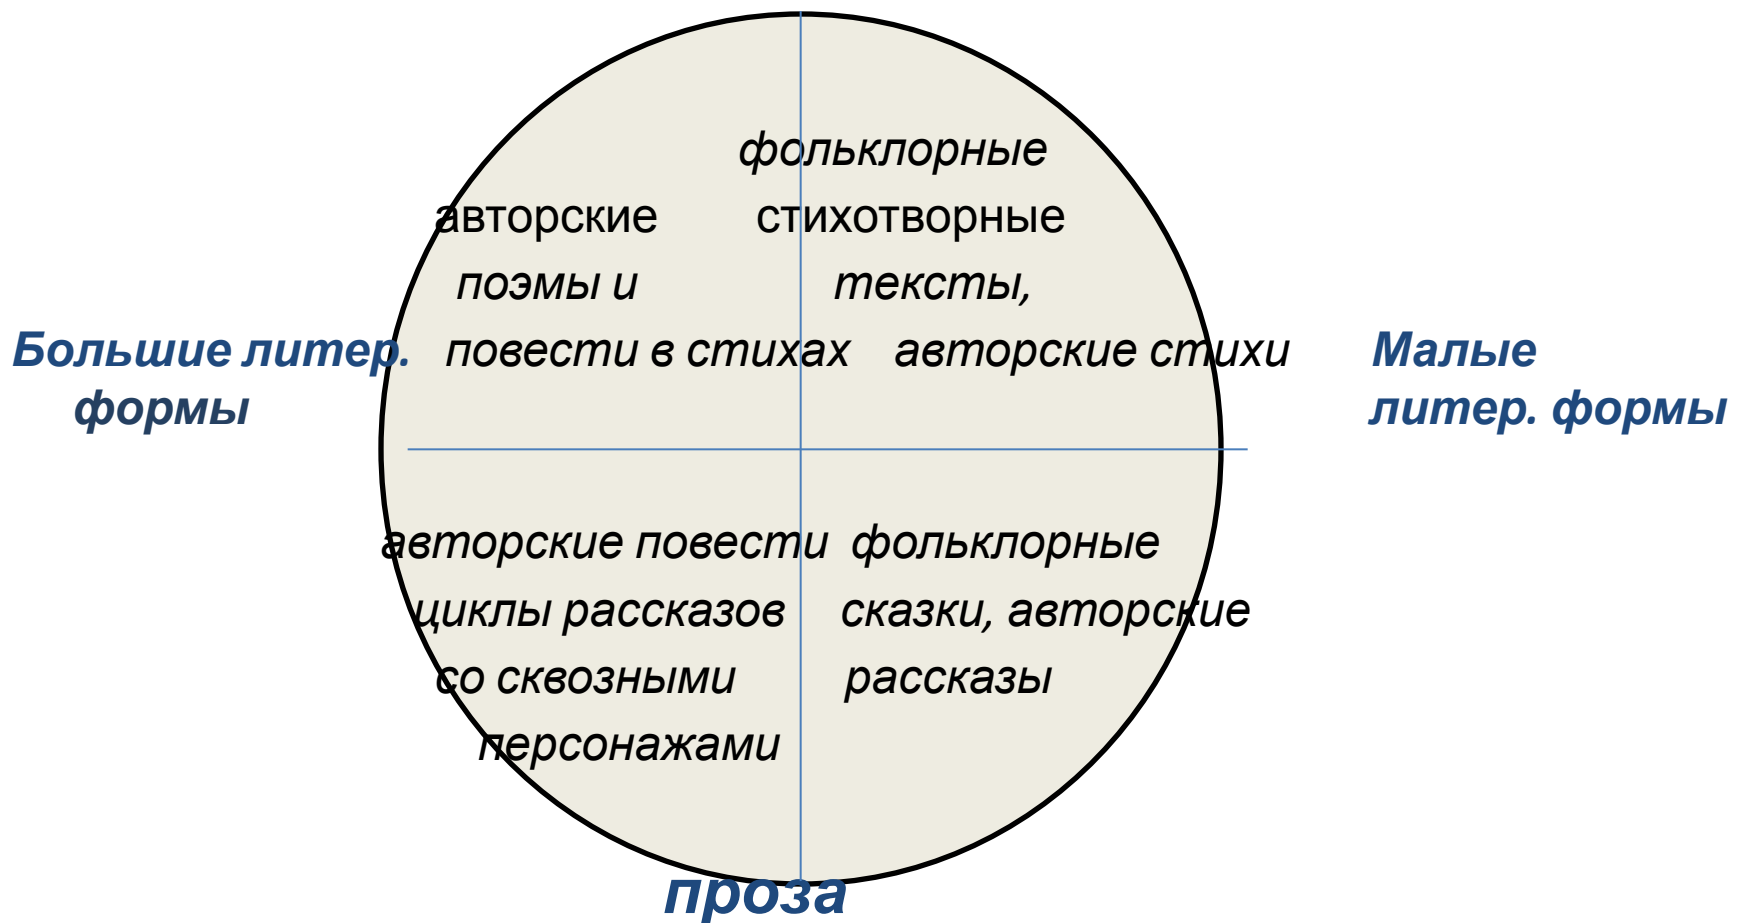 фольклорные
авторские стихотворные
поэмы и тексты,
Большие литер. повести в стихах авторские стихи Малые
формы литер. формы
авторские повести фольклорные
циклы рассказов сказки, авторские
со сквозными рассказы
персонажами
проза